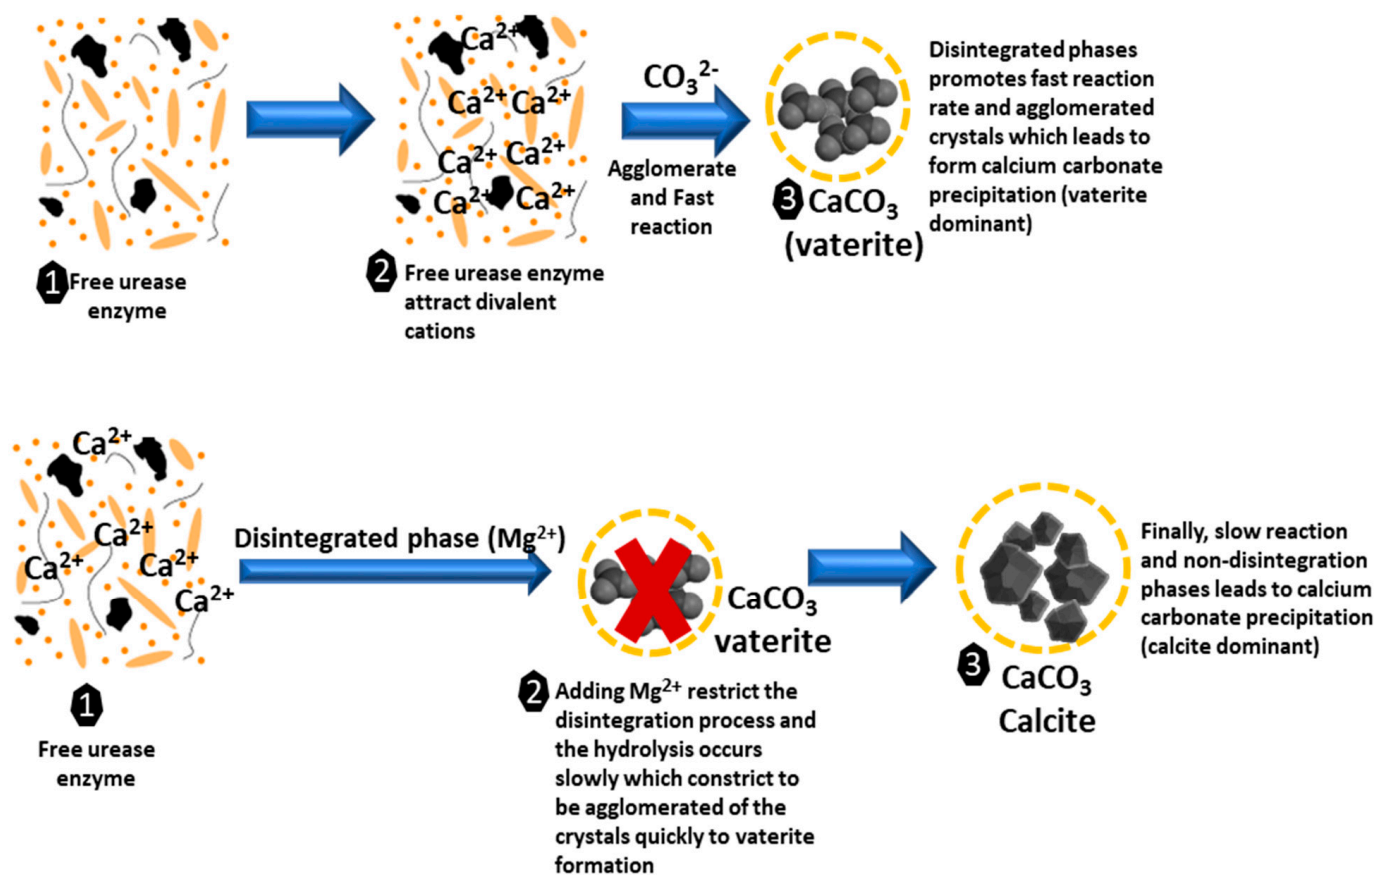 Ca²⁺
Ca²⁺ Ca²⁺
Ca²⁺ Ca²⁺
Ca²⁺ Ca²⁺
1 Free urease
enzyme
2 Free urease enzyme
attract divalent
cations
CO₃²⁻
Agglomerate
and Fast
reaction
3 CaCO₃
(vaterite)
Disintegrated phases
promotes fast reaction
rate and agglomerated
crystals which leads to
form calcium carbonate
precipitation (vaterite
dominant)
Ca²⁺
Ca²⁺
Ca²⁺ Ca²⁺
Ca²⁺
1
Free urease
enzyme
Disintegrated phase (Mg²⁺)
CaCO₃
vaterite
2 Adding Mg²⁺ restrict the
disintegration process and
the hydrolysis occurs
slowly which constrict to
be agglomerated of the
crystals quickly to vaterite
formation
3 CaCO₃
Calcite
Finally, slow reaction
and non-disintegration
phases leads to calcium
carbonate precipitation
(calcite dominant)